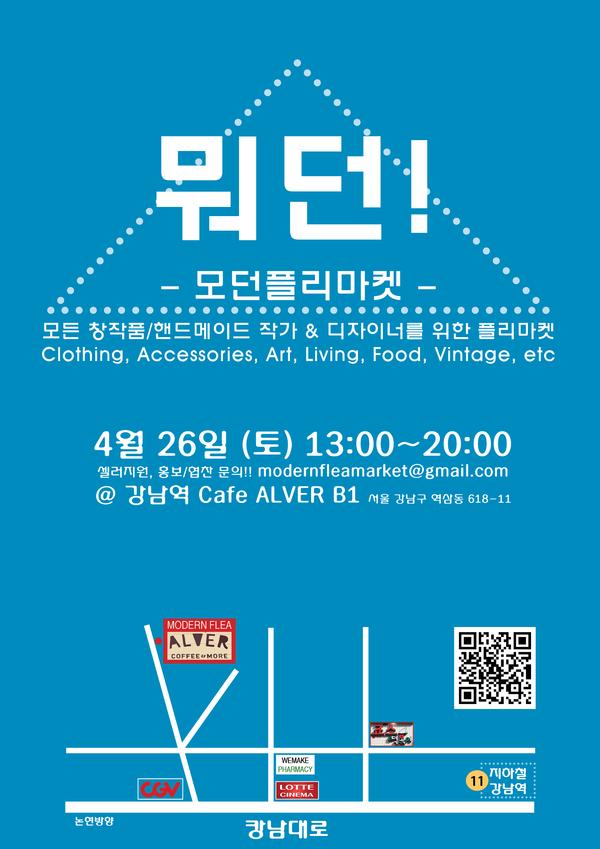 뭐던!
– 모던플리마켓 –
모든 창작품/핸드메이드 작가 & 디자이너를 위한 플리마켓
Clothing, Accessories, Art, Living, Food, Vintage, etc
4월 26일 (토) 13:00~20:00
셀러지원, 홍보/협찬 문의!! modernfleamarket@gmail.com
@ 강남역 Cafe ALVER B1 서울 강남구 역삼동 618-11
MODERN FLEA
ALVER
COFFEE & MORE
WEMAKE
PHARMACY
CGV
LOTTE
CINEMA
11
지하철
강남역
논현방향
강남대로